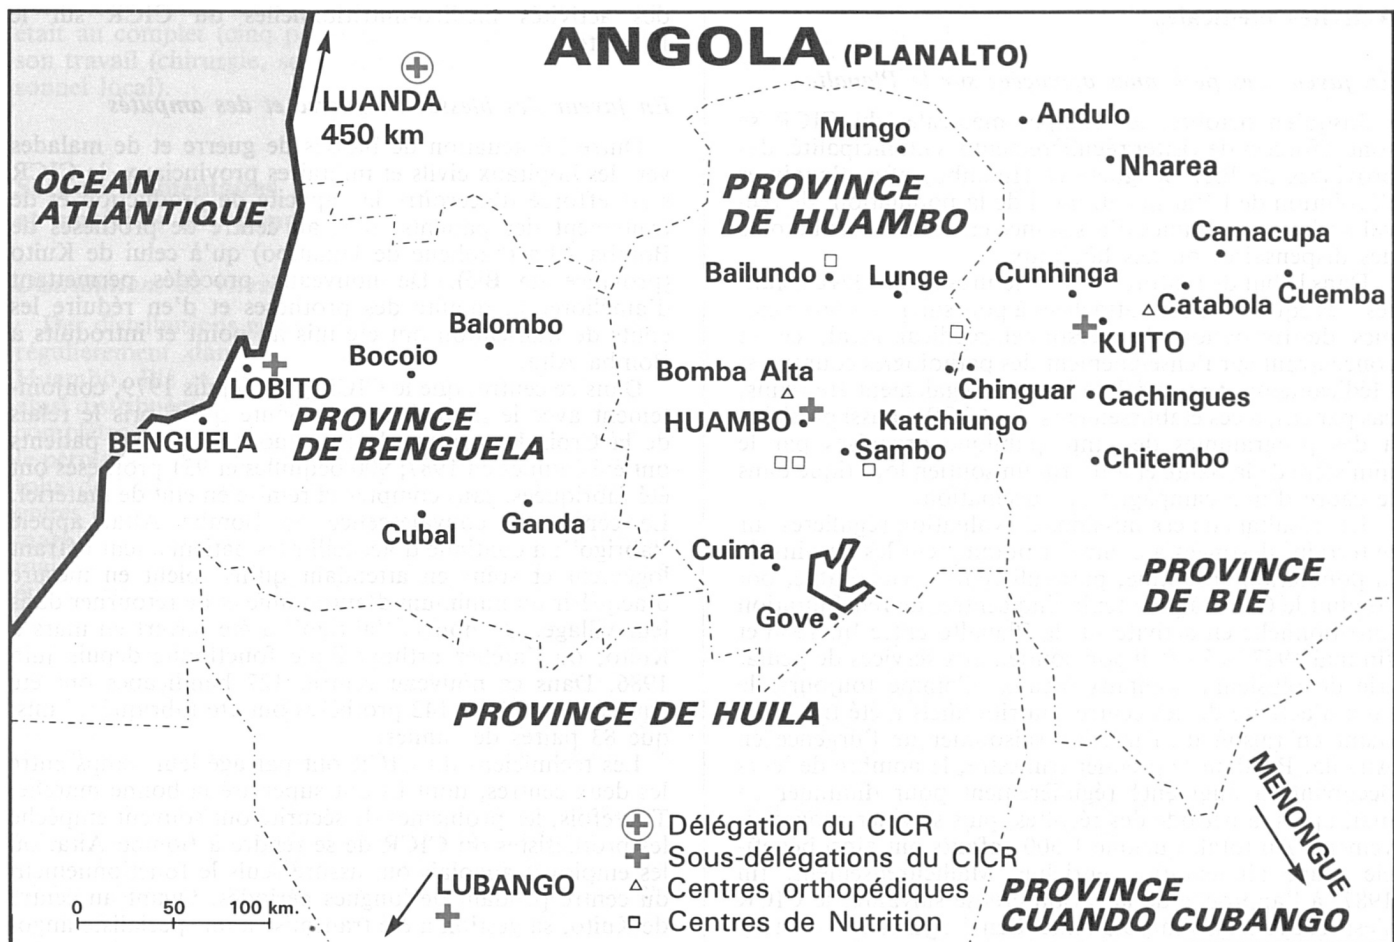 ANGOLA (PLANALTO)
LUANDA
450 km
OCEAN
ATLANTIQUE
Mungo
Andulo
Nharea
PROVINCE
DE HUAMBO
Camacupa
Bailundo
Lunge
Cunhinga
Catabola
Cuemba
Balombo
KUITO
Bocoio
LOBITO
Bomba Alta
Chinguar
Cachingues
HUAMBO
Katchiungo
BENGUELA
PROVINCE
DE BENGUELA
Sambo
Chitembo
Ganda
Cubal
Cuima
PROVINCE
DE BIE
Gove
PROVINCE DE HUILA
MENONGUE
Délégation du CICR
Sous-délégations du CICR
Centres orthopédiques
Centres de Nutrition
LUBANGO
PROVINCE
CUANDO CUBANGO
0 50 100 km